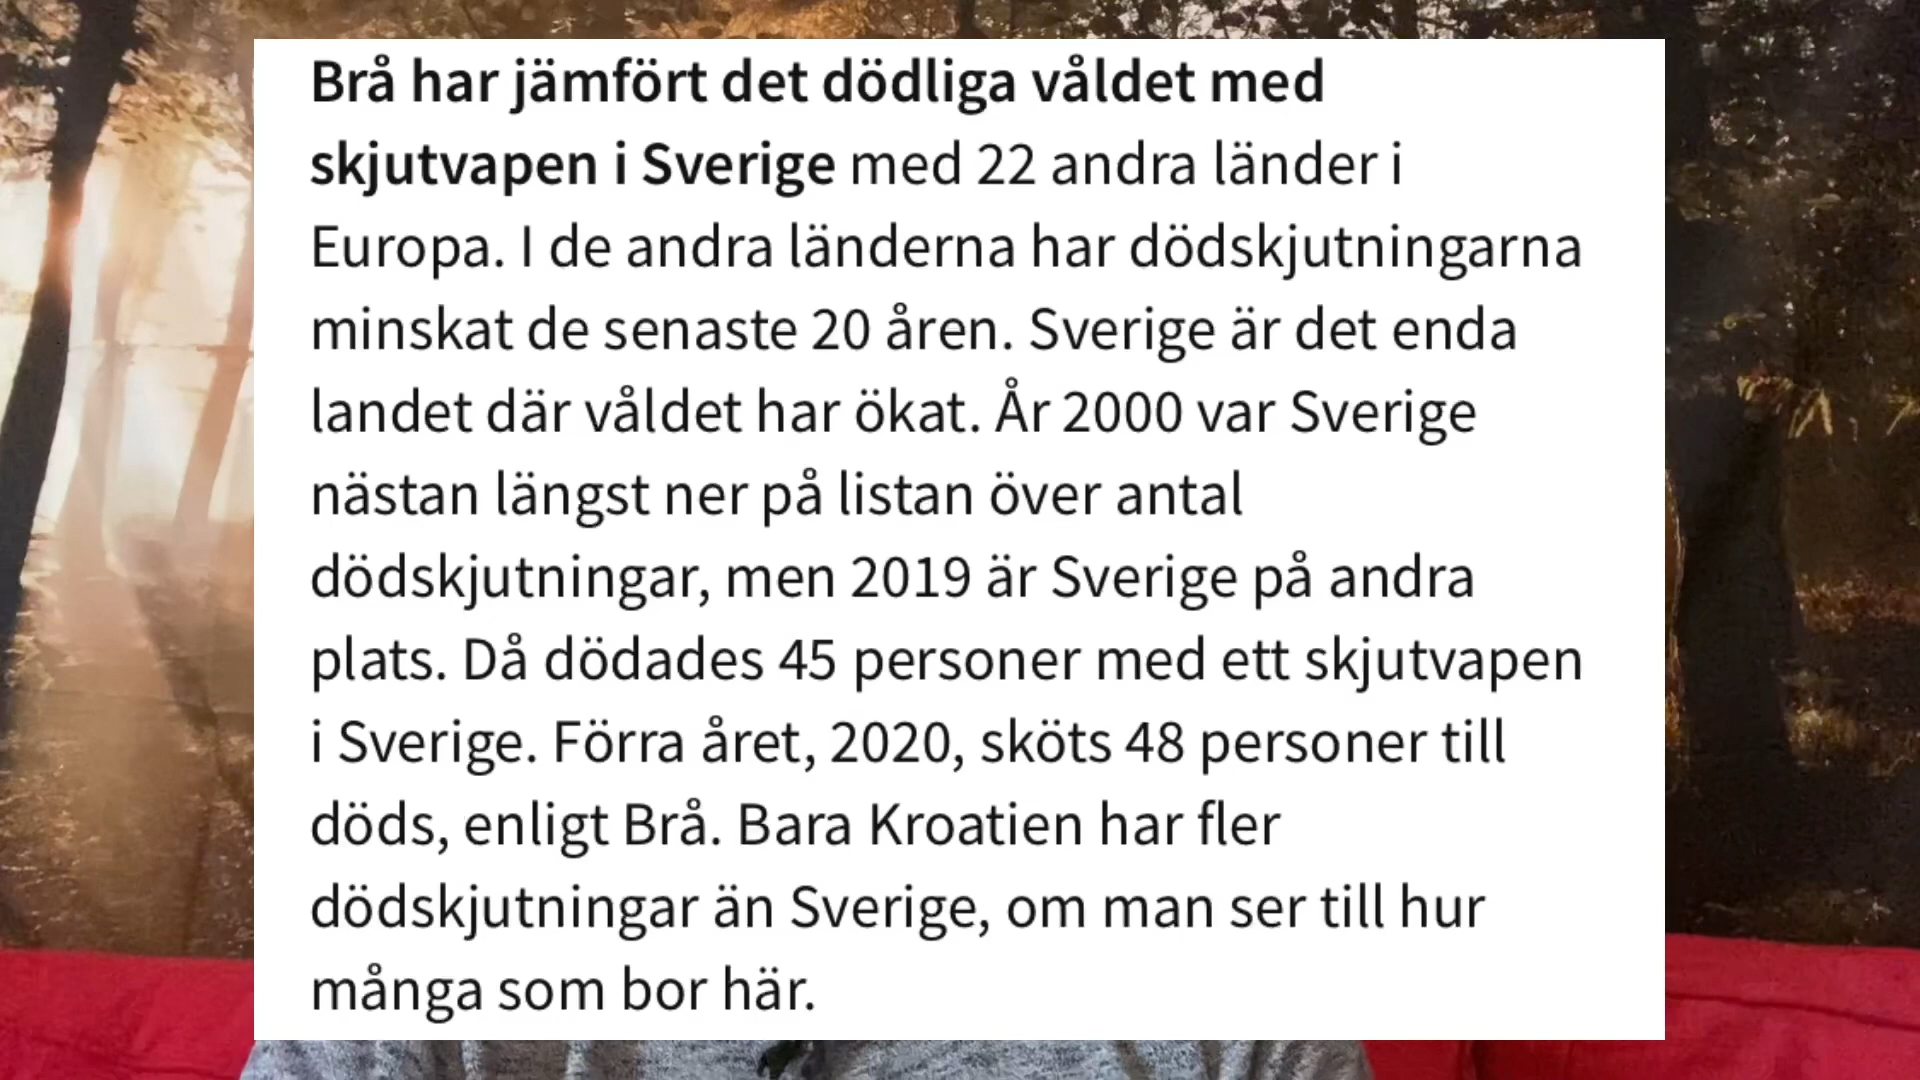 Brå har jämfört det dödliga våldet med
skjutvapen i Sverige med 22 andra länder i
Europa. I de andra länderna har dödskjutningarna
minskat de senaste 20 åren. Sverige är det enda
landet där våldet har ökat. År 2000 var Sverige
nästan längst ner på listan över antal
dödskjutningar, men 2019 är Sverige på andra
plats. Då dödades 45 personer med ett skjutvapen
i Sverige. Förra året, 2020, sköts 48 personer till
döds, enligt Brå. Bara Kroatien har fler
dödskjutningar än Sverige, om man ser till hur
många som bor här.